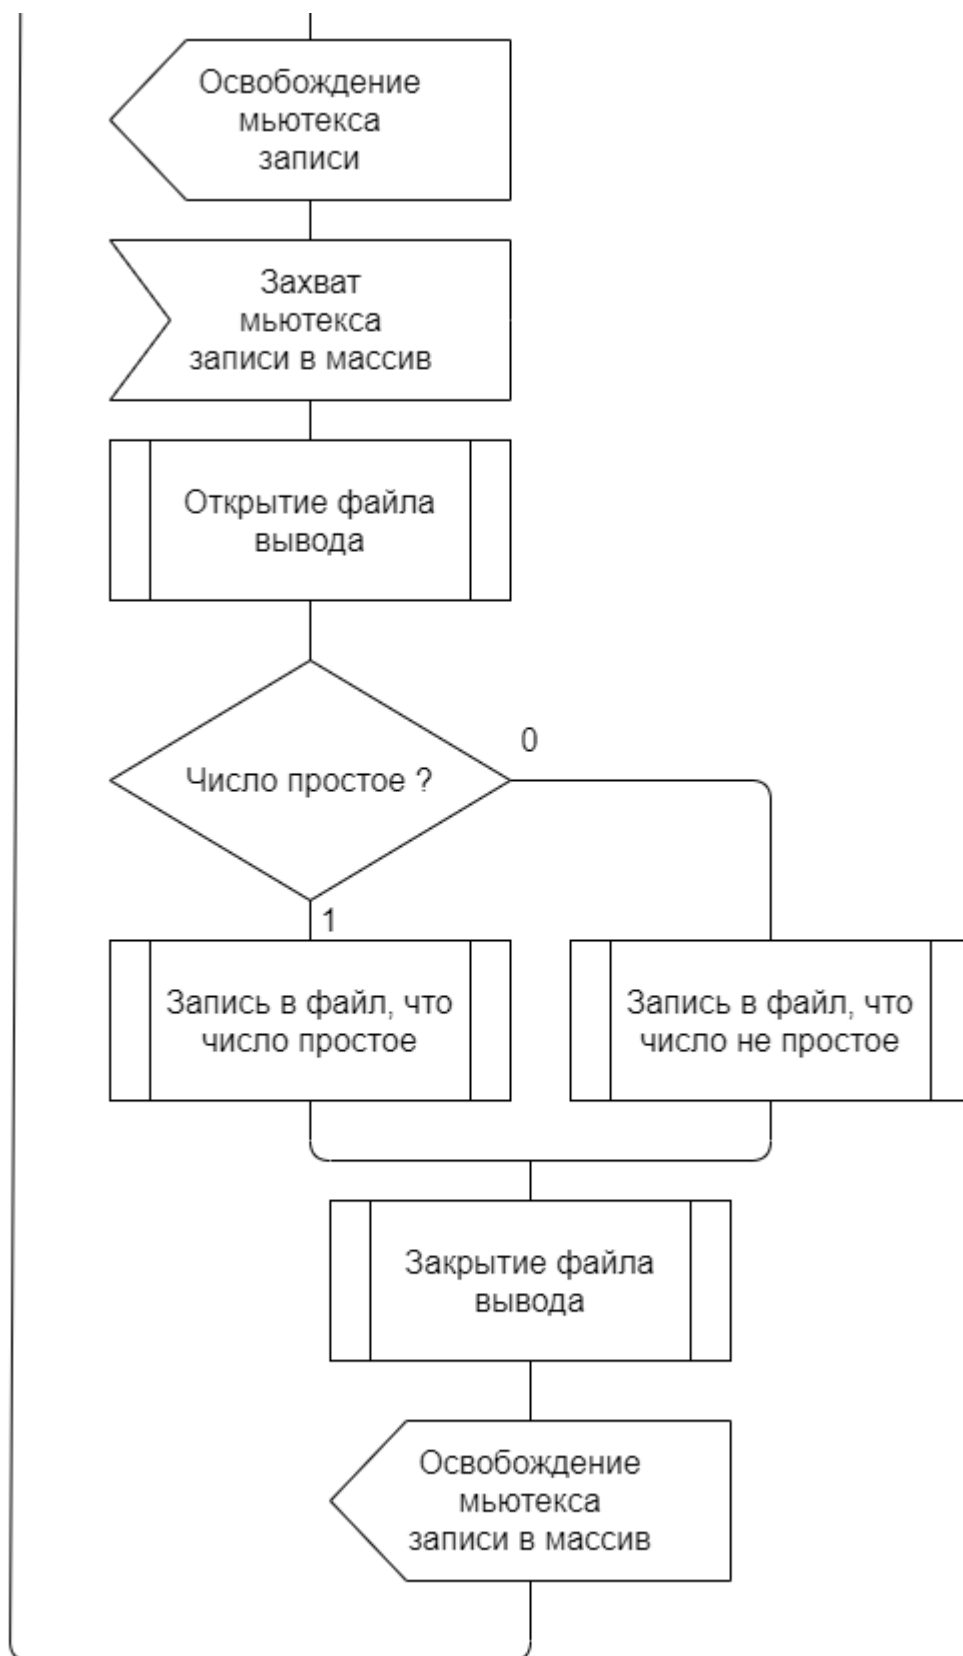 Освобождение
мьютекса
записи
Захват
мьютекса
записи в массив
Открытие файла
вывода
Число простое ?
0
1
Запись в файл, что
число простое
Запись в файл, что
число не простое
Закрытие файла
вывода
Освобождение
мьютекса
записи в массив